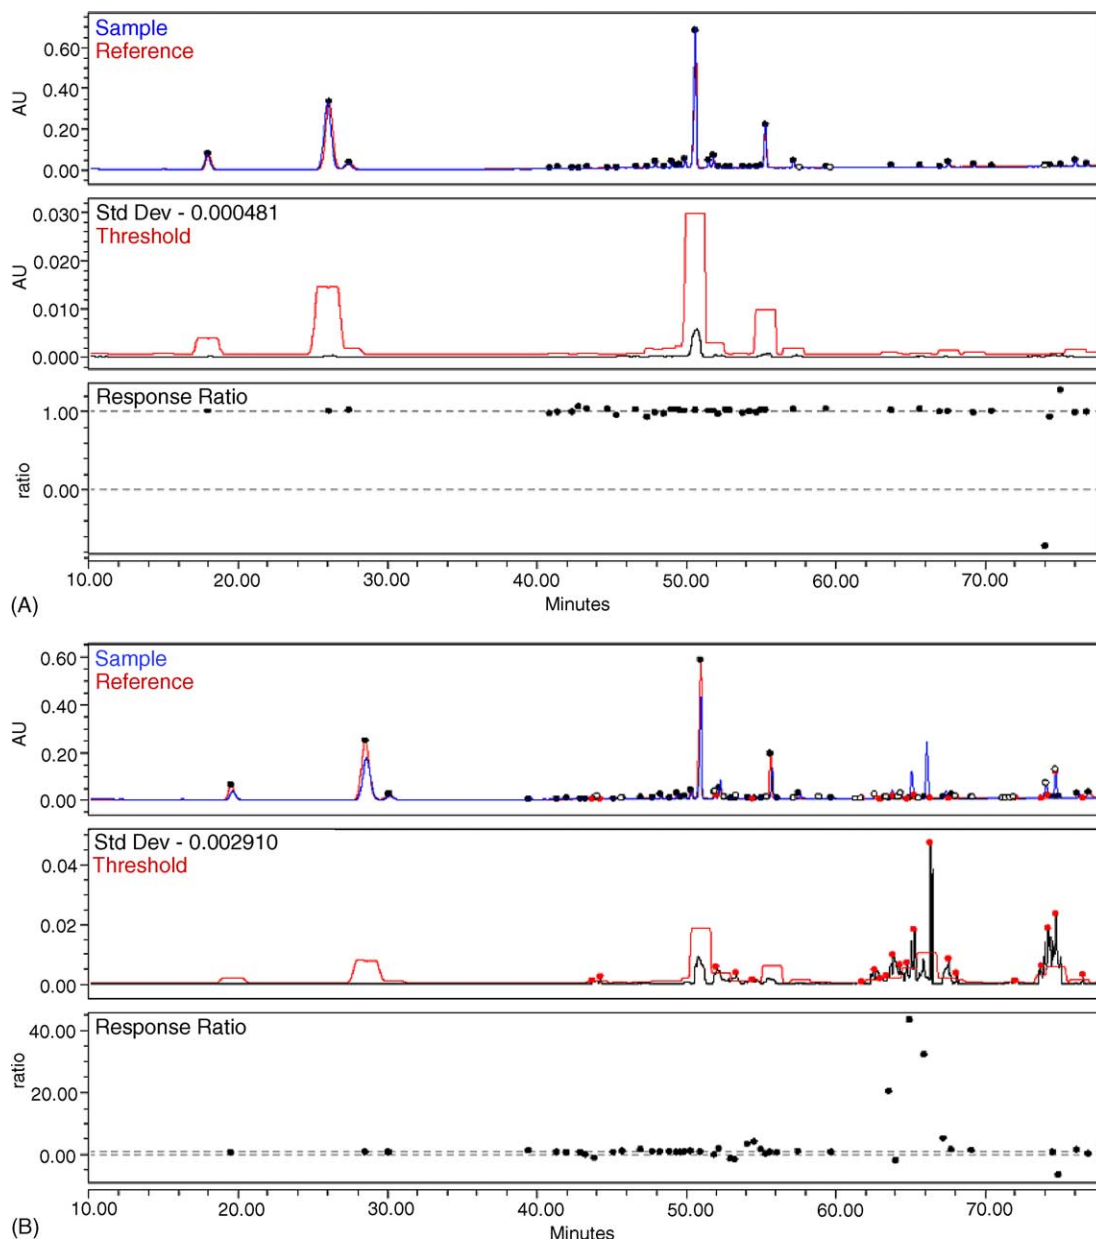 Sample
Reference
0.60
0.40
0.20
0.00
AU
Std Dev - 0.000481
Threshold
0.030
0.020
0.010
0.000
AU
Response Ratio
1.00
0.00
ratio
10.00 20.00 30.00 40.00 50.00 60.00 70.00
Minutes
(A)
Sample
Reference
0.60
0.40
0.20
0.00
AU
Std Dev - 0.002910
Threshold
0.04
0.02
0.00
AU
Response Ratio
40.00
20.00
0.00
ratio
10.00 20.00 30.00 40.00 50.00 60.00 70.00
Minutes
(B)